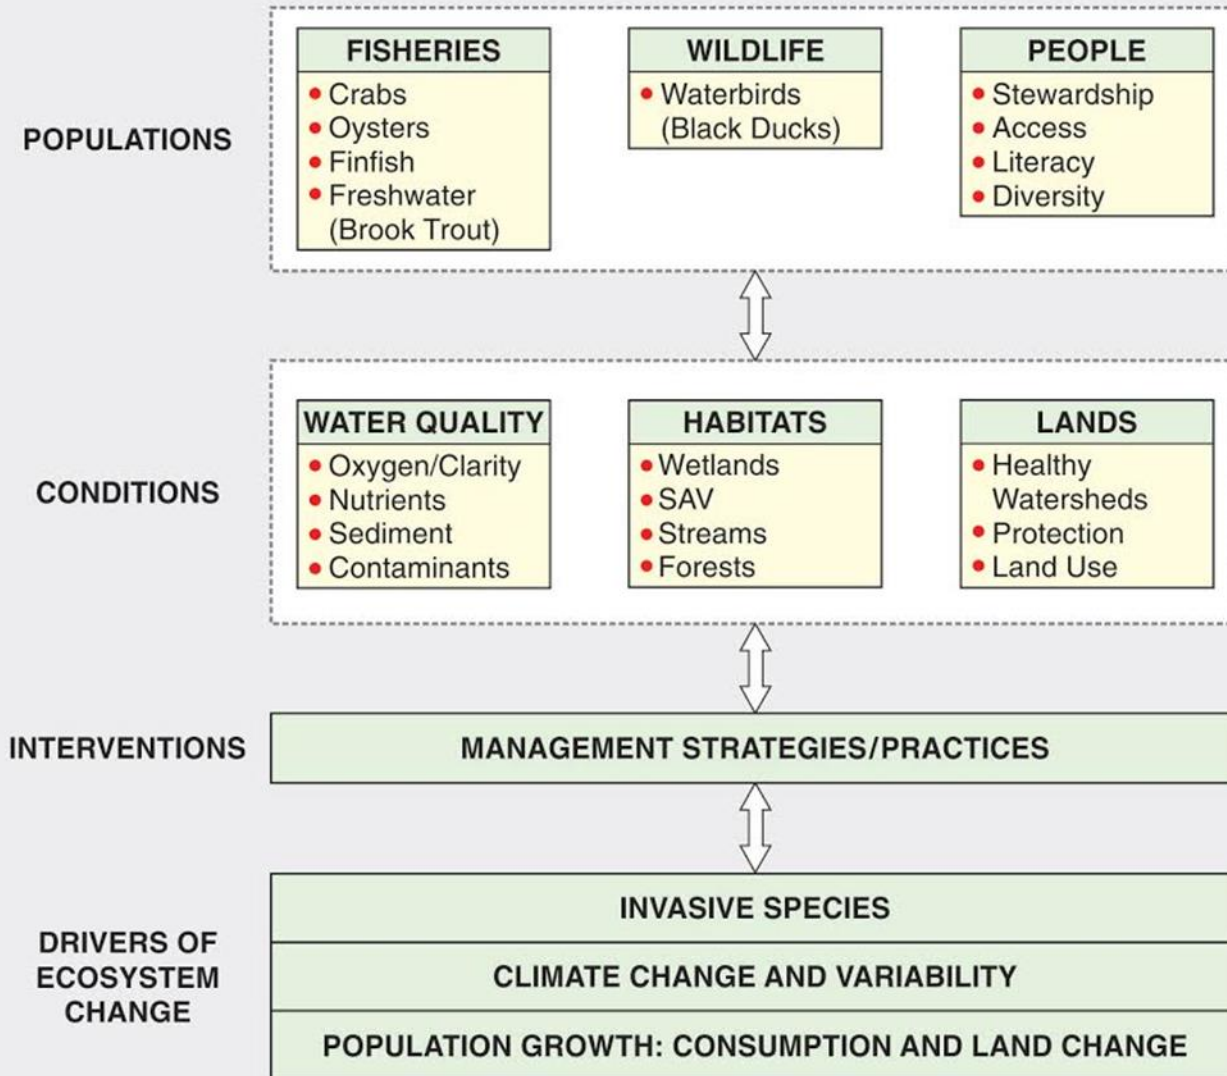 POPULATIONS
FISHERIES
• Crabs
• Oysters
• Finfish
• Freshwater
(Brook Trout)
WILDLIFE
• Waterbirds
(Black Ducks)
PEOPLE
• Stewardship
• Access
• Literacy
• Diversity
CONDITIONS
WATER QUALITY
• Oxygen/Clarity
• Nutrients
• Sediment
• Contaminants
HABITATS
• Wetlands
• SAV
• Streams
• Forests
LANDS
• Healthy
Watersheds
• Protection
• Land Use
INTERVENTIONS
MANAGEMENT STRATEGIES/PRACTICES
DRIVERS OF
ECOSYSTEM
CHANGE
INVASIVE SPECIES
CLIMATE CHANGE AND VARIABILITY
POPULATION GROWTH: CONSUMPTION AND LAND CHANGE